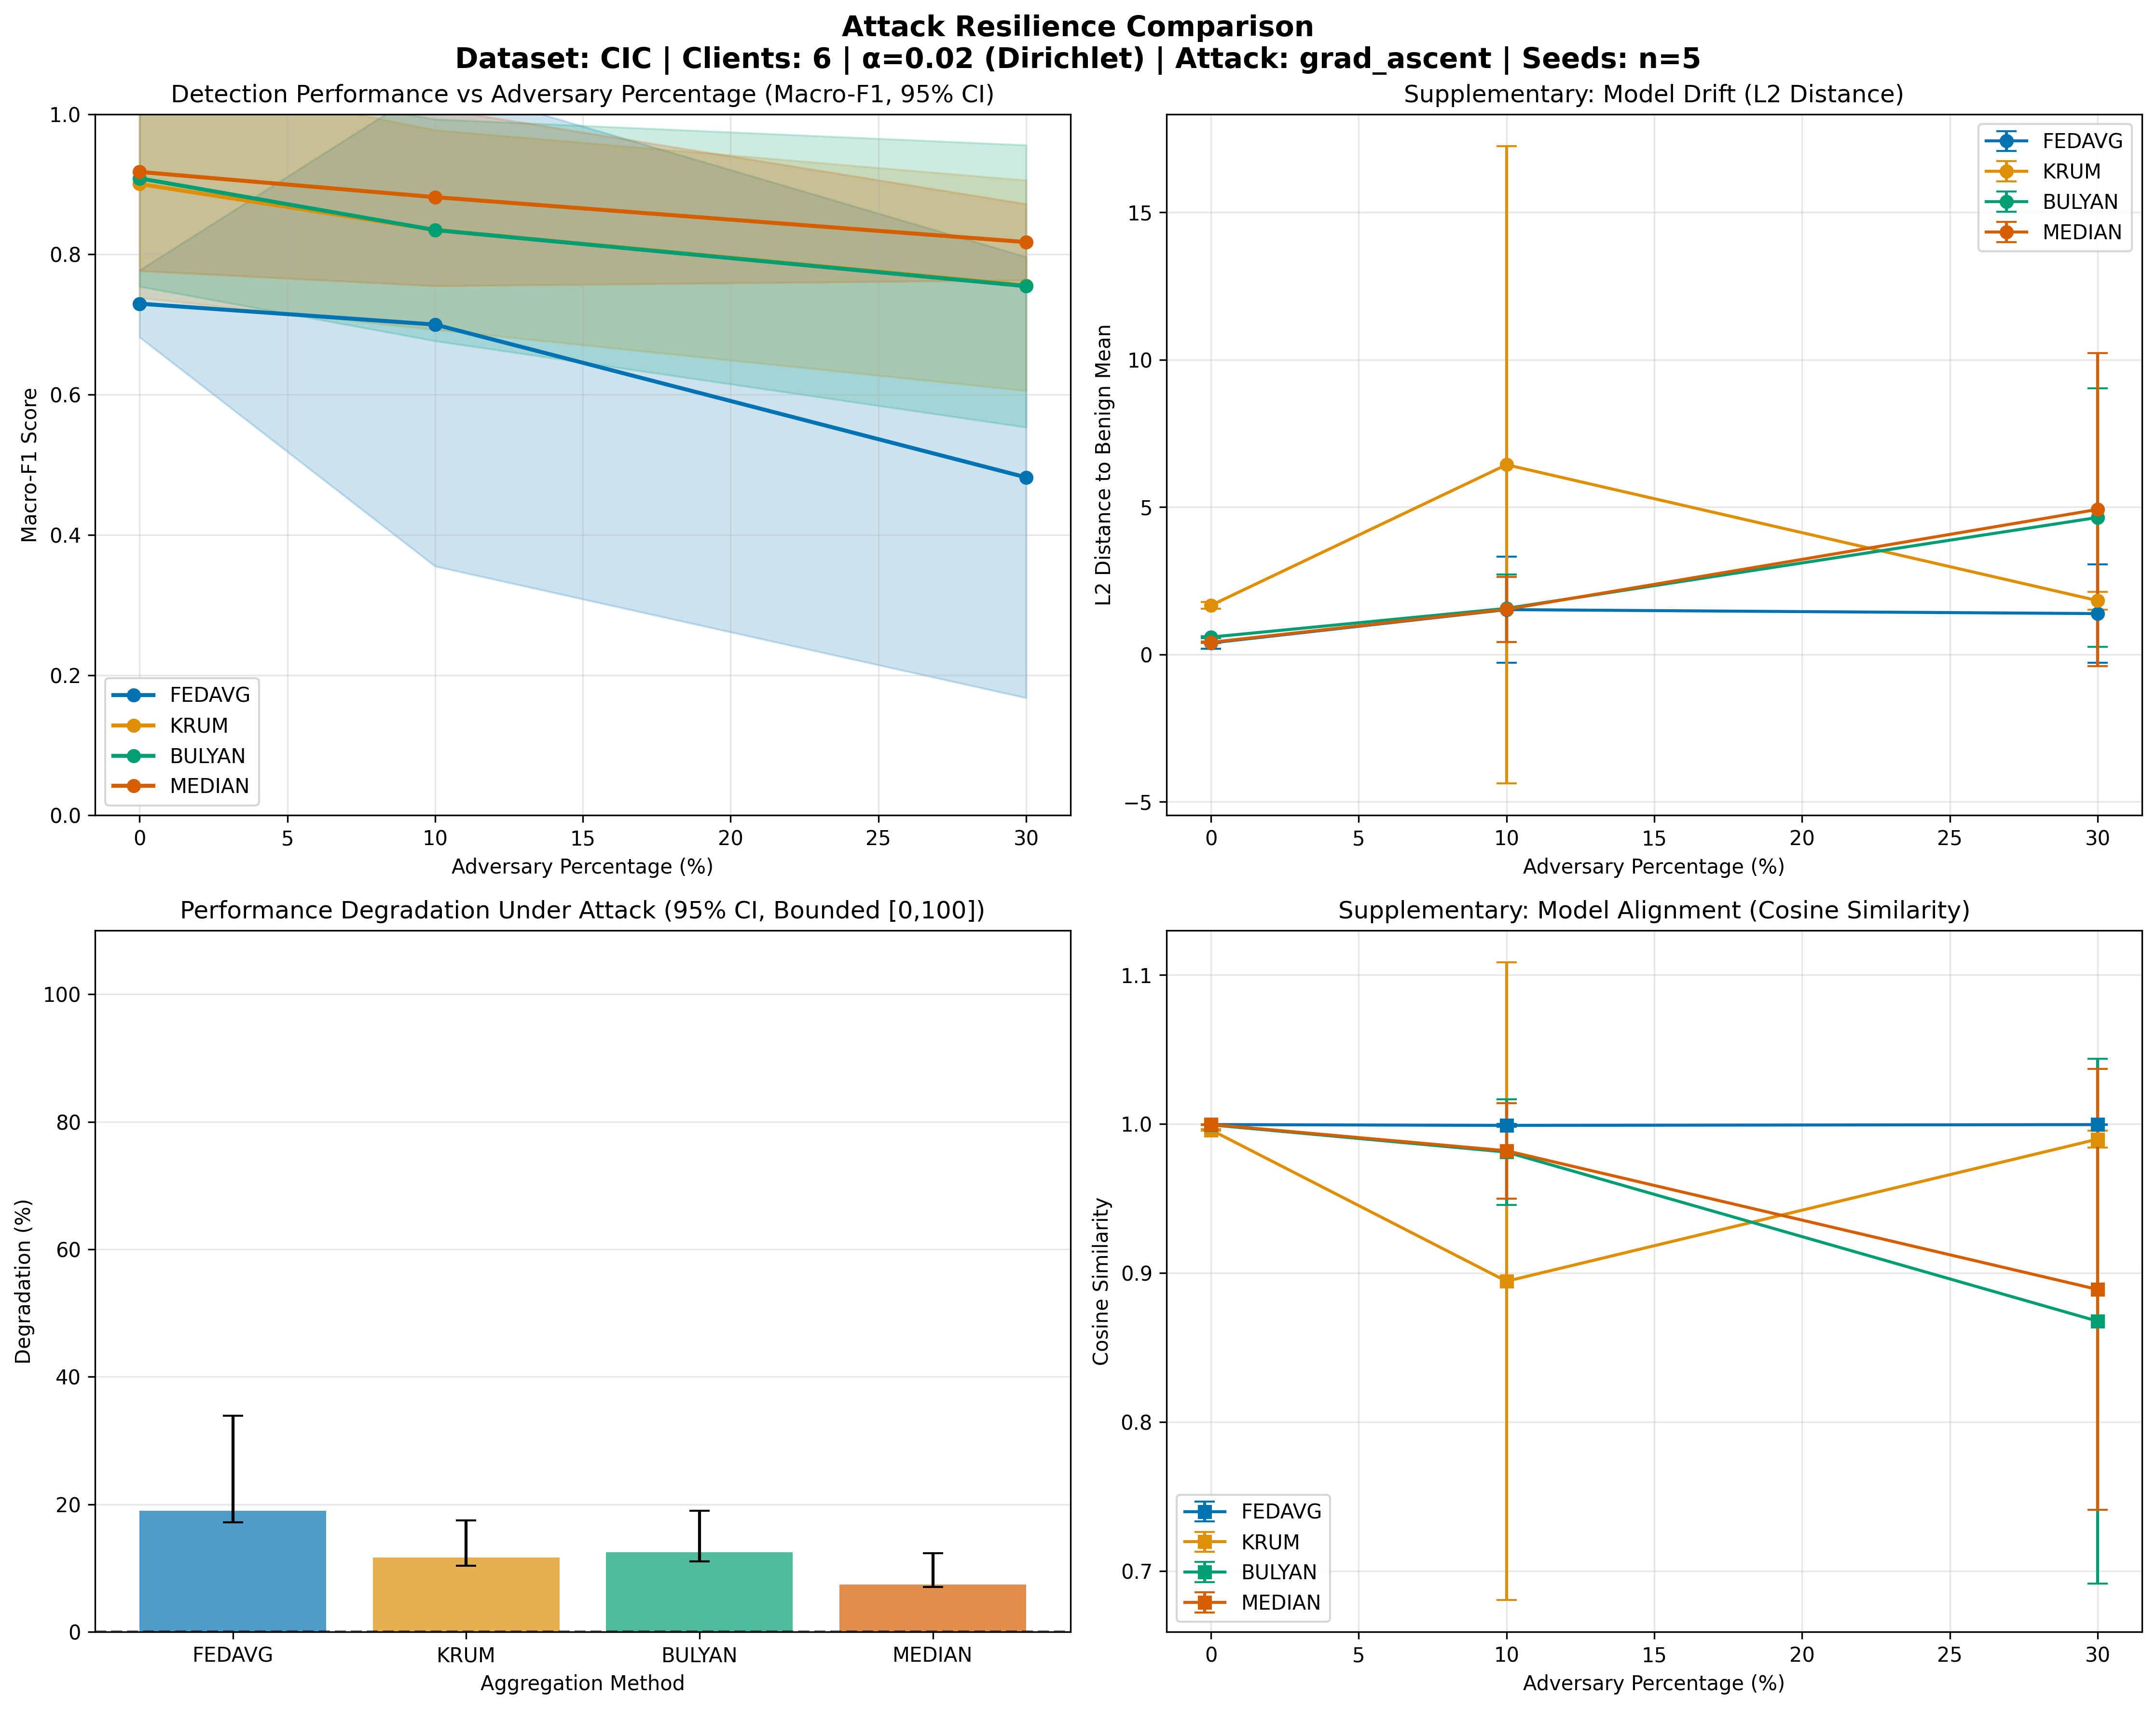 Attack Resilience Comparison
Dataset: CIC | Clients: 6 | α=0.02 (Dirichlet) | Attack: grad_ascent | Seeds: n=5
Detection Performance vs Adversary Percentage (Macro-F1, 95% CI)
Macro-F1 Score
1.0
0.8
0.6
0.4
0.2
0.0
FEDAVG
KRUM
BULYAN
MEDIAN
0 5 10 15 20 25 30
Adversary Percentage (%)
Supplementary: Model Drift (L2 Distance)
L2 Distance to Benign Mean
15
10
5
0
−5
FEDAVG
KRUM
BULYAN
MEDIAN
0 5 10 15 20 25 30
Adversary Percentage (%)
Performance Degradation Under Attack (95% CI, Bounded [0,100])
Degradation (%)
100
80
60
40
20
0
FEDAVG KRUM BULYAN MEDIAN
Aggregation Method
Supplementary: Model Alignment (Cosine Similarity)
Cosine Similarity
1.1
1.0
0.9
0.8
0.7
FEDAVG
KRUM
BULYAN
MEDIAN
0 5 10 15 20 25 30
Adversary Percentage (%)